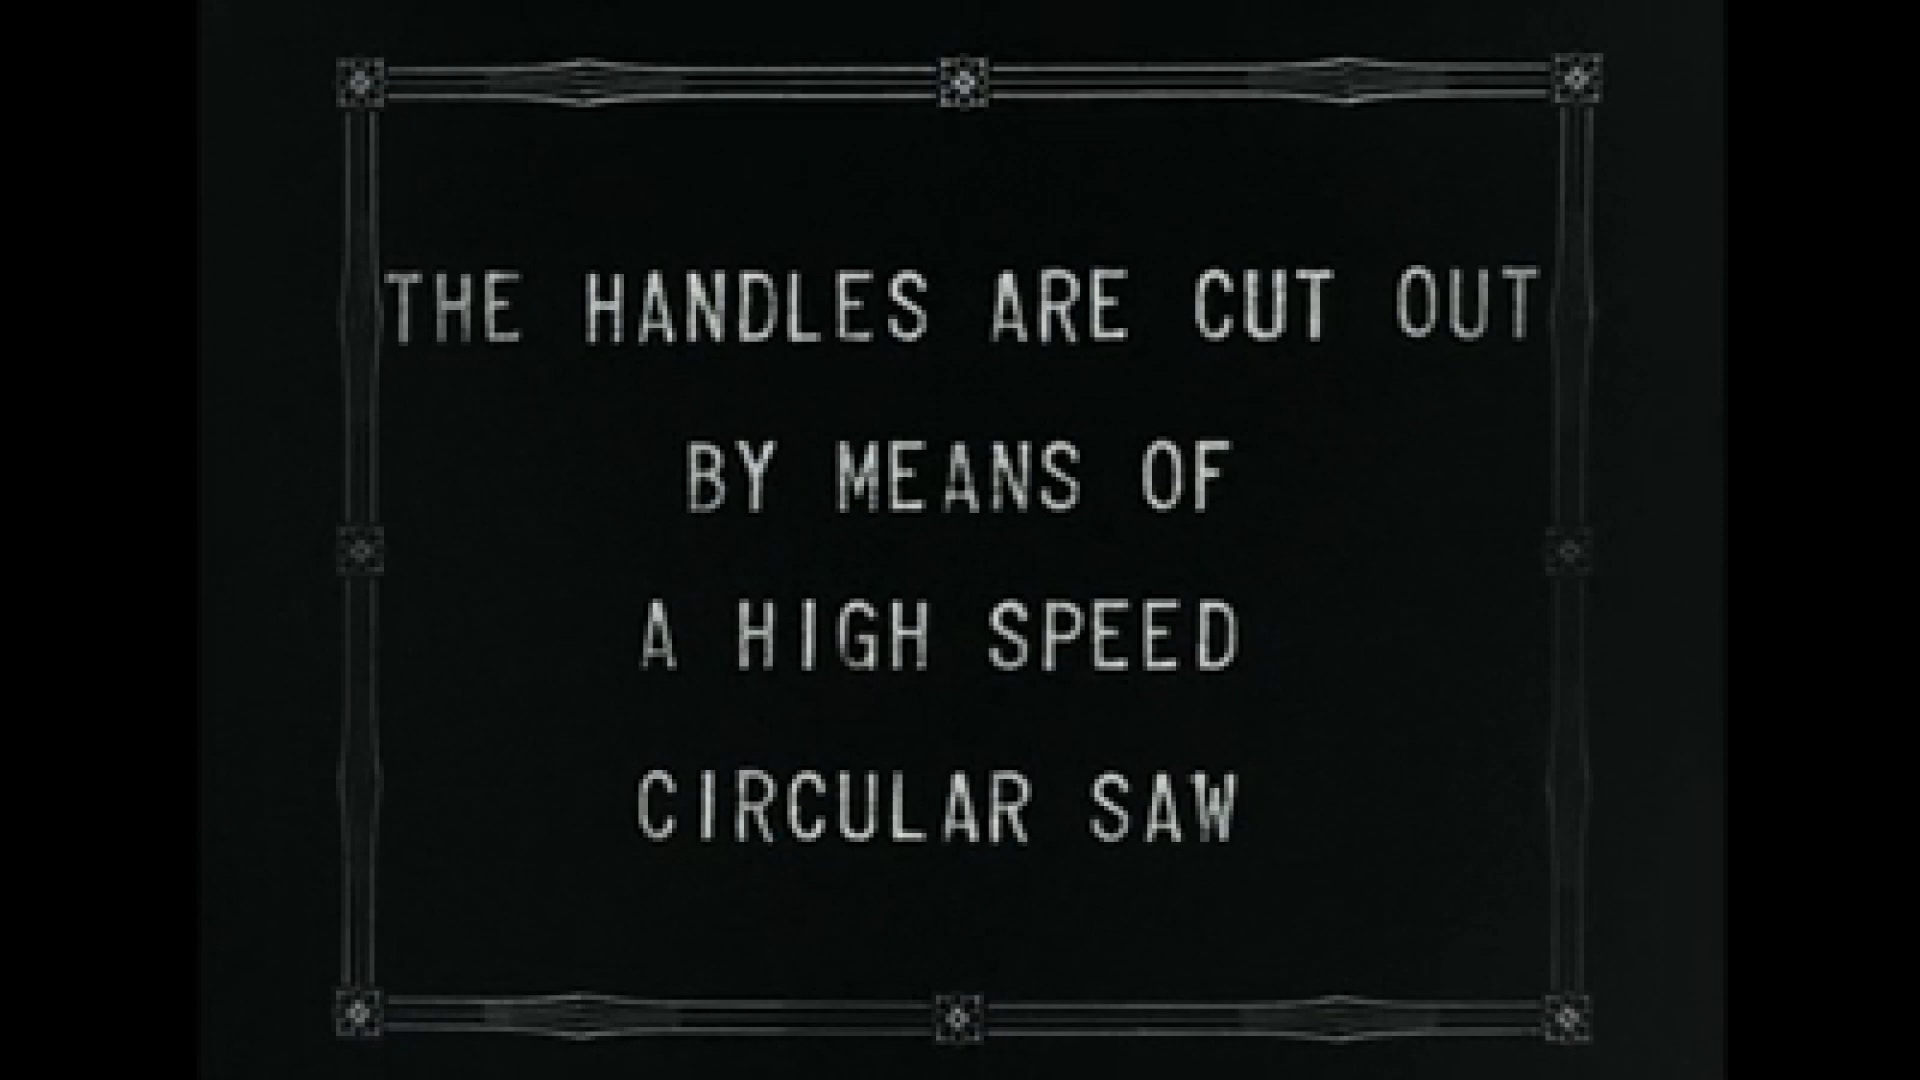 THE HANDLES ARE CUT OUT
BY MEANS OF
A HIGH SPEED
CIRCULAR SAW